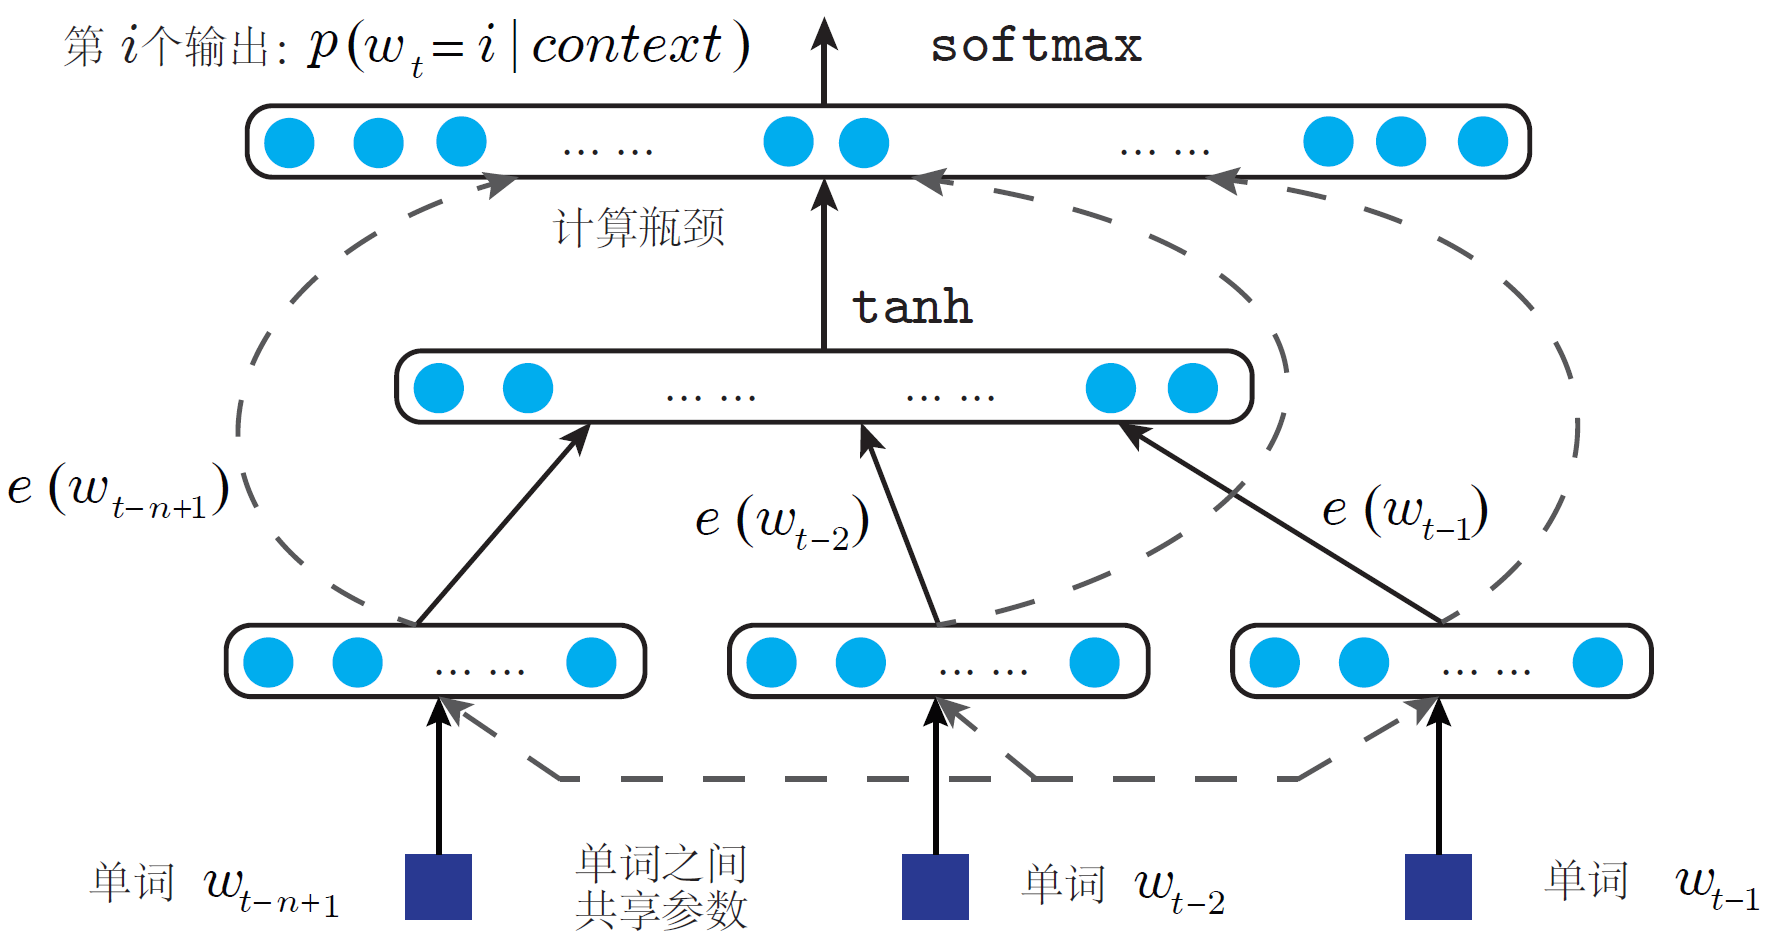 第 i个输出: p(w_t = i | context)
softmax
... ...
... ...
计算瓶颈
tanh
... ...
... ...
e(w_{t-n+1})
e(w_{t-2})
e(w_{t-1})
... ...
... ...
... ...
单词 w_{t-n+1}
单词之间
共享参数
单词 w_{t-2}
单词 w_{t-1}